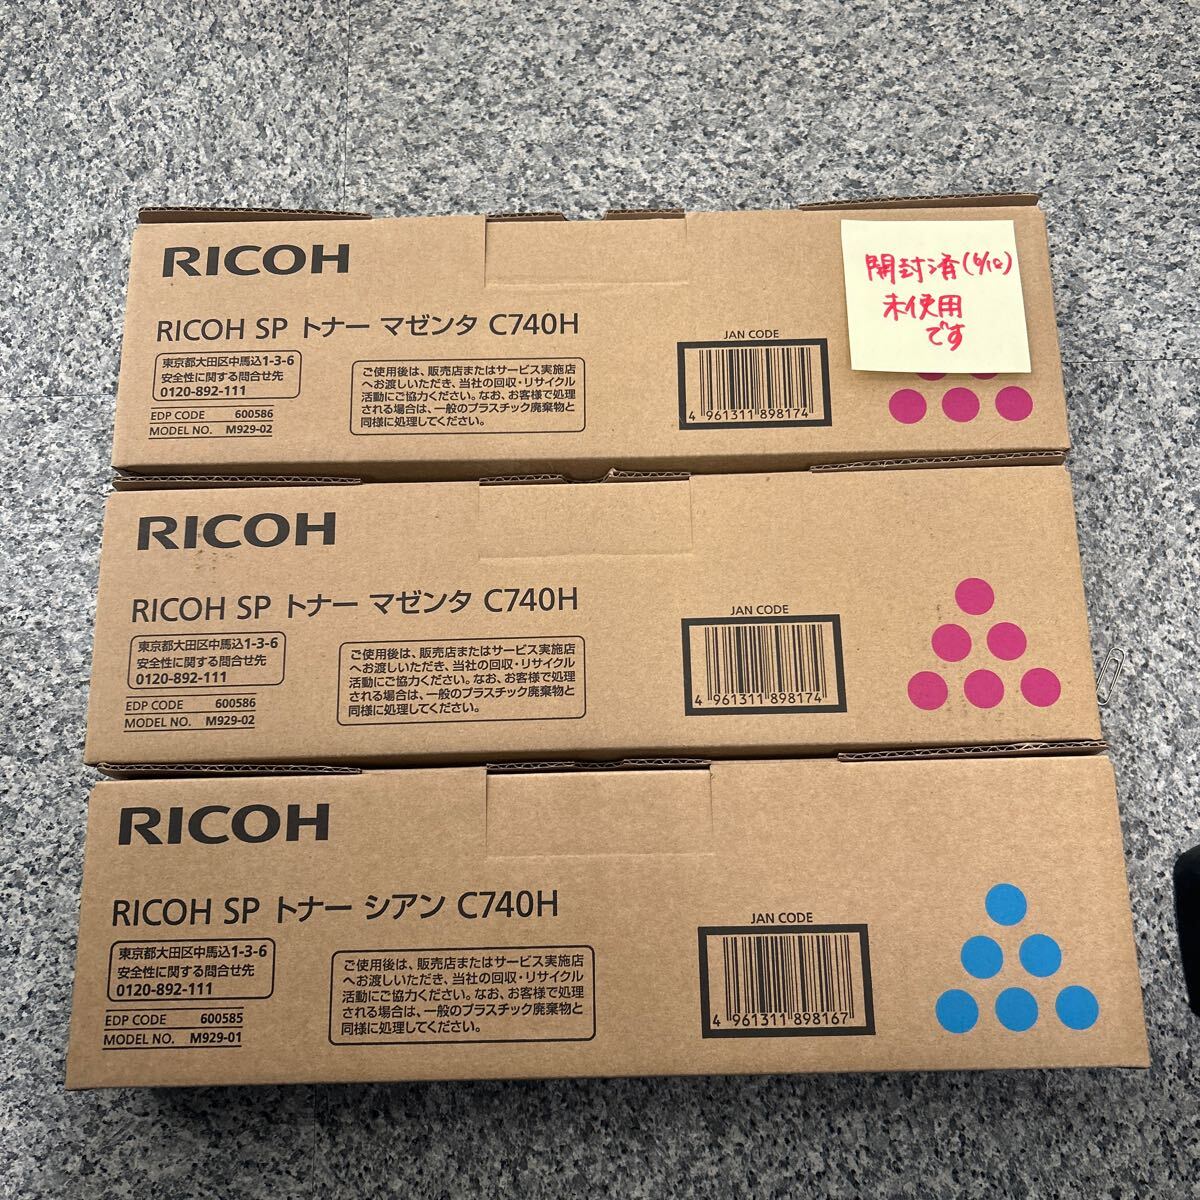 RICOH
RICOH SP トナー マゼンタ C740H
東京都大田区中馬込1-3-6
安全性に関する問合せ先
0120-892-111
EDP CODE 600586
MODEL NO. M929-02
ご使用後は、販売店またはサービス実施店
へお渡しいただき、当社の回収・リサイクル
活動にご協力ください。なお、お客様で処理
される場合は、一般のプラスチック廃棄物と
同様に処理してください。
JAN CODE
4 961311 898174
開封済(6/10)
未使用
です
RICOH
RICOH SP トナー マゼンタ C740H
東京都大田区中馬込1-3-6
安全性に関する問合せ先
0120-892-111
EDP CODE 600586
MODEL NO. M929-02
ご使用後は、販売店またはサービス実施店
へお渡しいただき、当社の回収・リサイクル
活動にご協力ください。なお、お客様で処理
される場合は、一般のプラスチック廃棄物と
同様に処理してください。
JAN CODE
4 961311 898174
RICOH
RICOH SP トナー シアン C740H
東京都大田区中馬込1-3-6
安全性に関する問合せ先
0120-892-111
EDP CODE 600585
MODEL NO. M929-01
ご使用後は、販売店またはサービス実施店
へお渡しいただき、当社の回収・リサイクル
活動にご協力ください。なお、お客様で処理
される場合は、一般のプラスチック廃棄物と
同様に処理してください。
JAN CODE
4 961311 898167